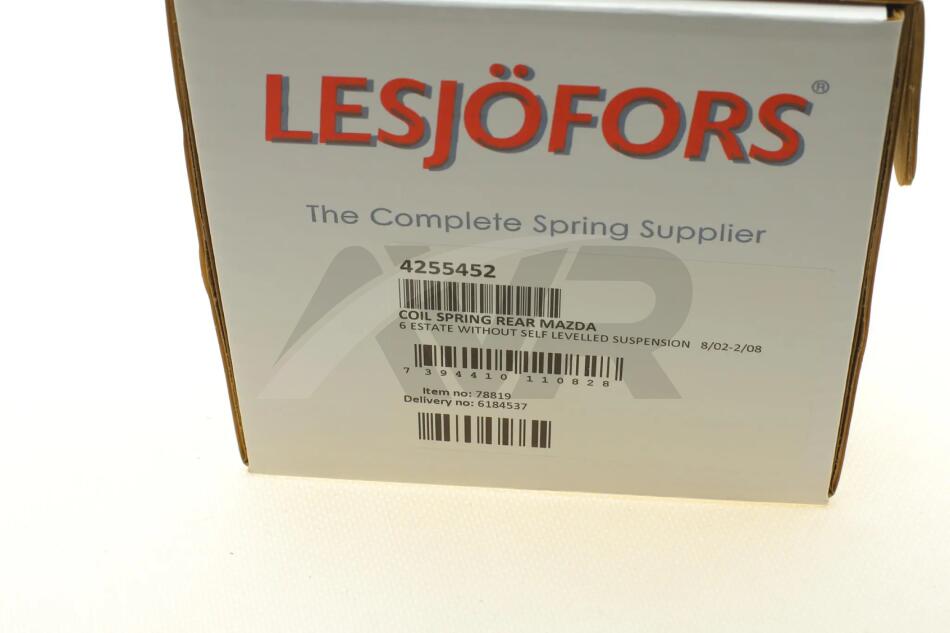 LESJÖFORS®
The Complete Spring Supplier
AVR
4255452
COIL SPRING REAR MAZDA
6 ESTATE WITHOUT SELF LEVELLED SUSPENSION 8/02-2/08
7 394410 110828
Item no: 78819
Delivery no: 6184537